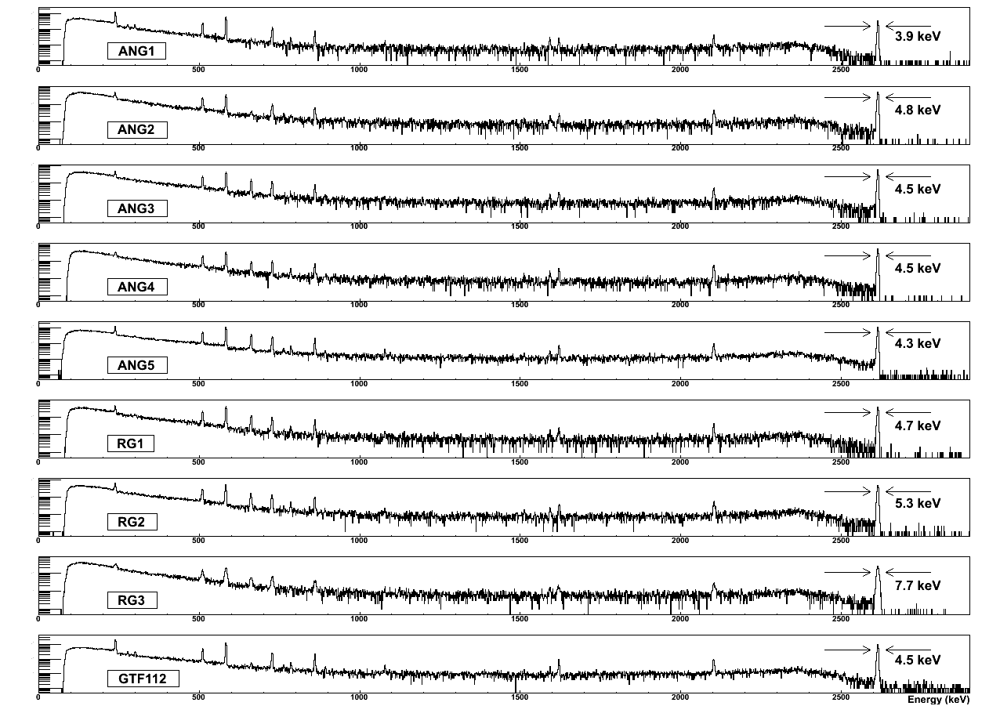 3.9 keV
ANG1
0 500 1000 1500 2000 2500
4.8 keV
ANG2
0 500 1000 1500 2000 2500
4.5 keV
ANG3
0 500 1000 1500 2000 2500
4.5 keV
ANG4
0 500 1000 1500 2000 2500
4.3 keV
ANG5
0 500 1000 1500 2000 2500
4.7 keV
RG1
0 500 1000 1500 2000 2500
5.3 keV
RG2
0 500 1000 1500 2000 2500
7.7 keV
RG3
0 500 1000 1500 2000 2500
4.5 keV
GTF112
0 500 1000 1500 2000 2500
Energy (keV)